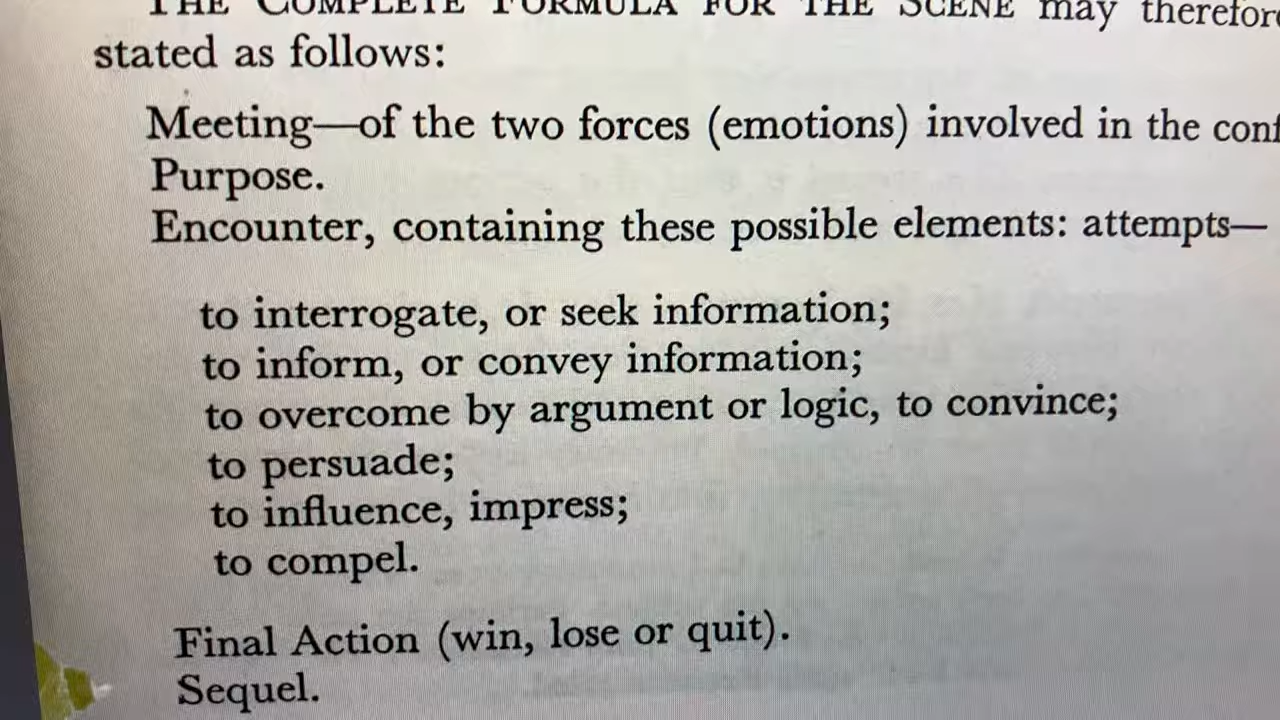 THE COMPLETE FORMULA FOR THE SCENE may
stated as follows:
Meeting—of the two forces (emotions) involved in the
Purpose.
Encounter, containing these possible elements: attempts—
to interrogate, or seek information;
to inform, or convey information;
to overcome by argument or logic, to convince;
to persuade;
to influence, impress;
to compel.
Final Action (win, lose or quit).
Sequel.